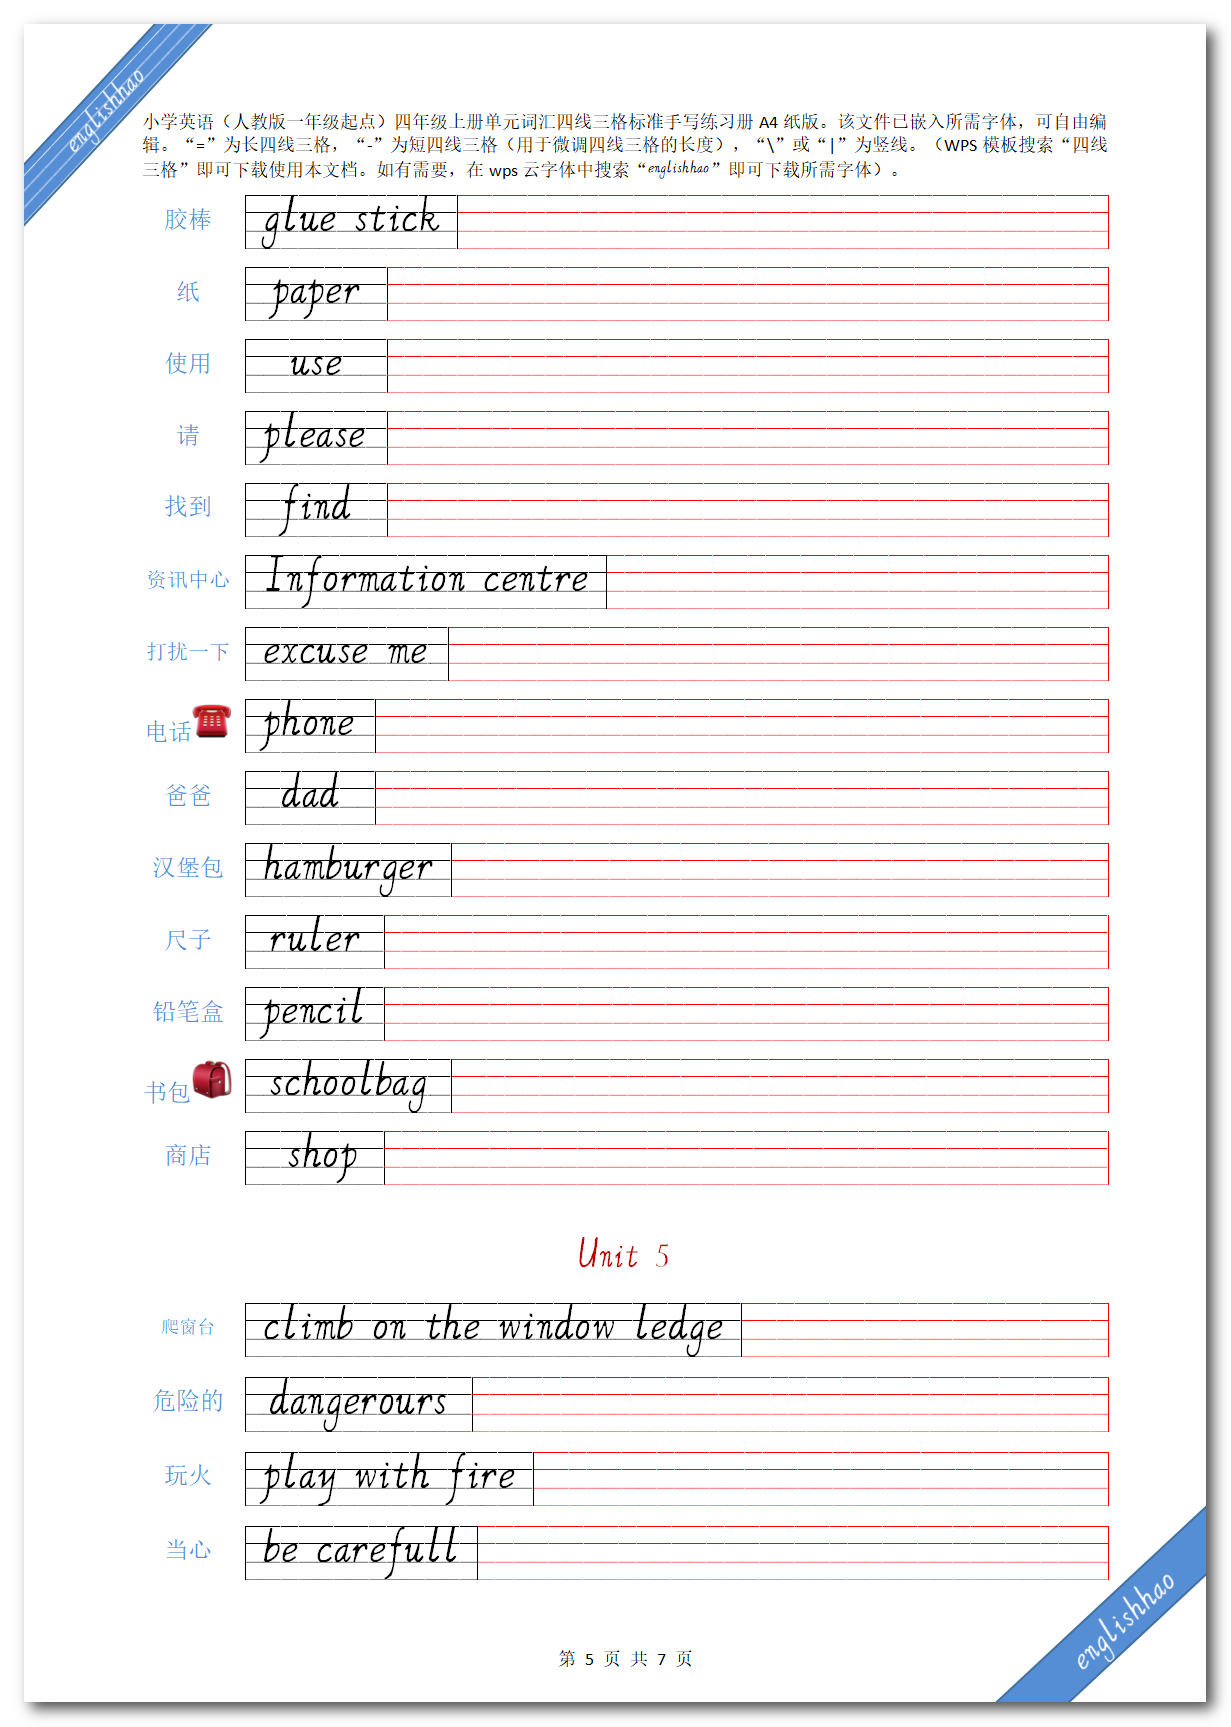 englishhao
小学英语（人教版一年级起点）四年级上册单元词汇四线三格标准手写练习册 A4 纸版。该文件已嵌入所需字体，可自由编
辑。“=”为长四线三格，“-”为短四线三格（用于微调四线三格的长度），“\”或“|”为竖线。（WPS 模板搜索“四线
三格”即可下载使用本文档。如有需要，在 wps 云字体中搜索“englishhao”即可下载所需字体）。
胶棒 glue stick
纸 paper
使用 use
请 please
找到 find
资讯中心 Information centre
打扰一下 excuse me
电话 phone
爸爸 dad
汉堡包 hamburger
尺子 ruler
铅笔盒 pencil
书包 schoolbag
商店 shop
Unit 5
爬窗台 climb on the window ledge
危险的 dangerours
玩火 play with fire
当心 be carefull
第 5 页 共 7 页
englishhao